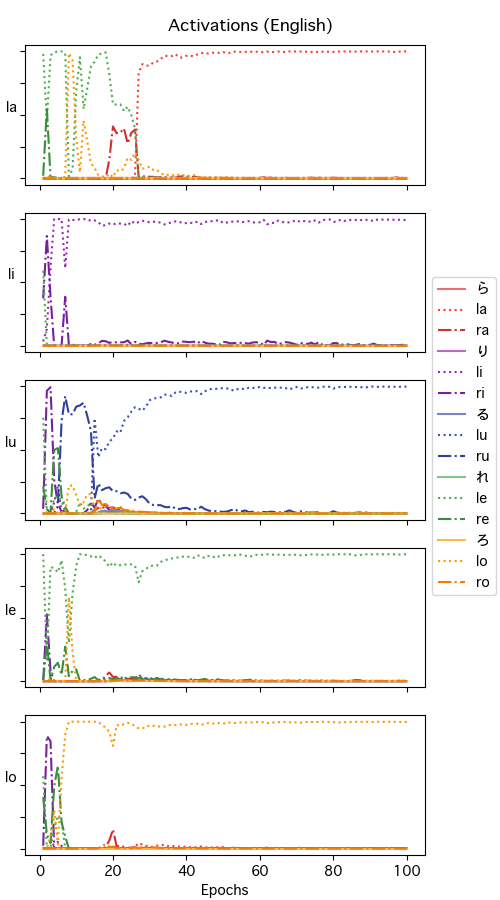 Activations (English)
la
li
lu
le
lo
0 20 40 60 80 100
Epochs
ら
la
ra
り
li
ri
る
lu
ru
れ
le
re
ろ
lo
ro